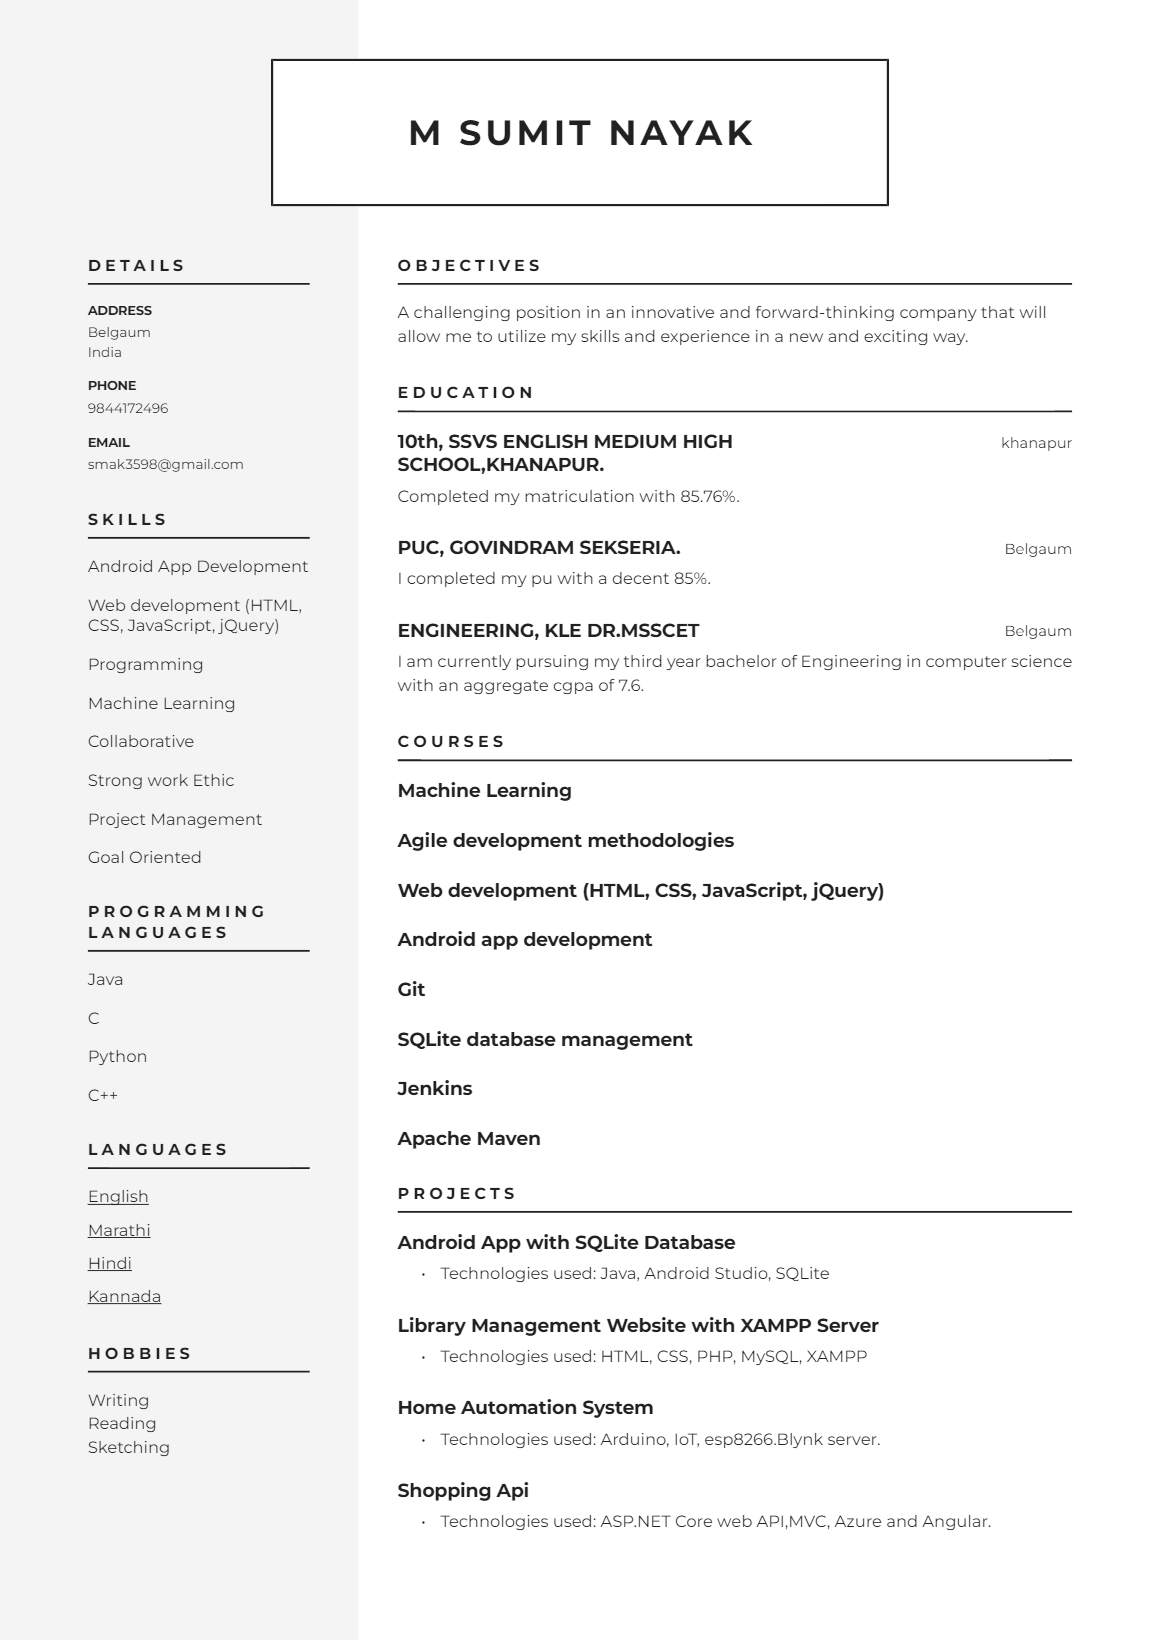 M SUMIT NAYAK
DETAILS
ADDRESS
Belgaum
India
PHONE
9844172496
EMAIL
smak3598@gmail.com
SKILLS
Android App Development
Web development (HTML,
CSS, JavaScript, jQuery)
Programming
Machine Learning
Collaborative
Strong work Ethic
Project Management
Goal Oriented
PROGRAMMING
LANGUAGES
Java
C
Python
C++
LANGUAGES
English
Marathi
Hindi
Kannada
HOBBIES
Writing
Reading
Sketching
OBJECTIVES
A challenging position in an innovative and forward-thinking company that will
allow me to utilize my skills and experience in a new and exciting way.
EDUCATION
10th, SSVS ENGLISH MEDIUM HIGH khanapur
SCHOOL,KHANAPUR.
Completed my matriculation with 85.76%.
PUC, GOVINDRAM SEKSERIA. Belgaum
I completed my pu with a decent 85%.
ENGINEERING, KLE DR.MSSCET Belgaum
I am currently pursuing my third year bachelor of Engineering in computer science
with an aggregate cgpa of 7.6.
COURSES
Machine Learning
Agile development methodologies
Web development (HTML, CSS, JavaScript, jQuery)
Android app development
Git
SQLite database management
Jenkins
Apache Maven
PROJECTS
Android App with SQLite Database
• Technologies used: Java, Android Studio, SQLite
Library Management Website with XAMPP Server
• Technologies used: HTML, CSS, PHP, MySQL, XAMPP
Home Automation System
• Technologies used: Arduino, IoT, esp8266.Blynk server.
Shopping Api
• Technologies used: ASP.NET Core web API,MVC, Azure and Angular.